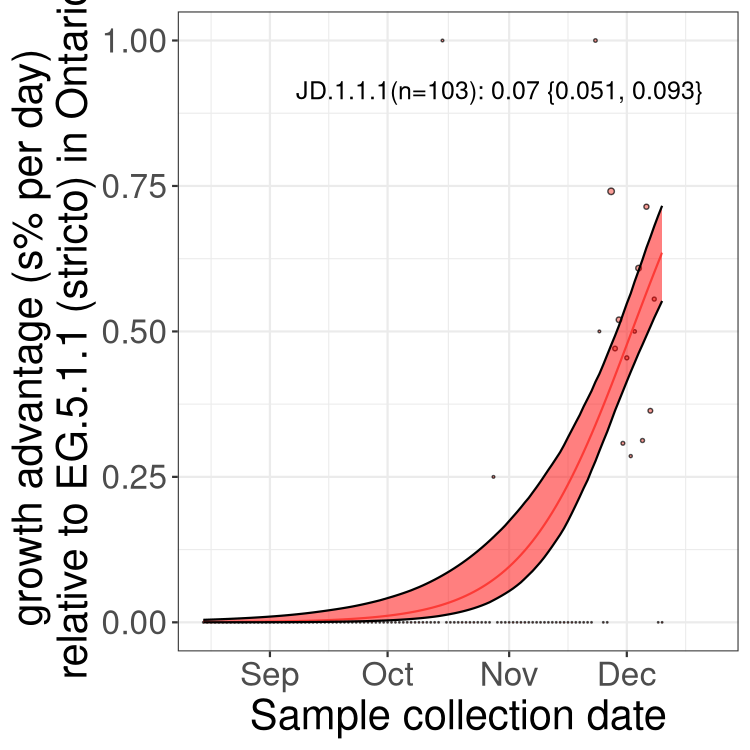 growth advantage (s% per day)
relative to EG.5.1.1 (stricto) in Ontario
1.00
0.75
0.50
0.25
0.00
JD.1.1.1(n=103): 0.07 {0.051, 0.093}
Sep Oct Nov Dec
Sample collection date